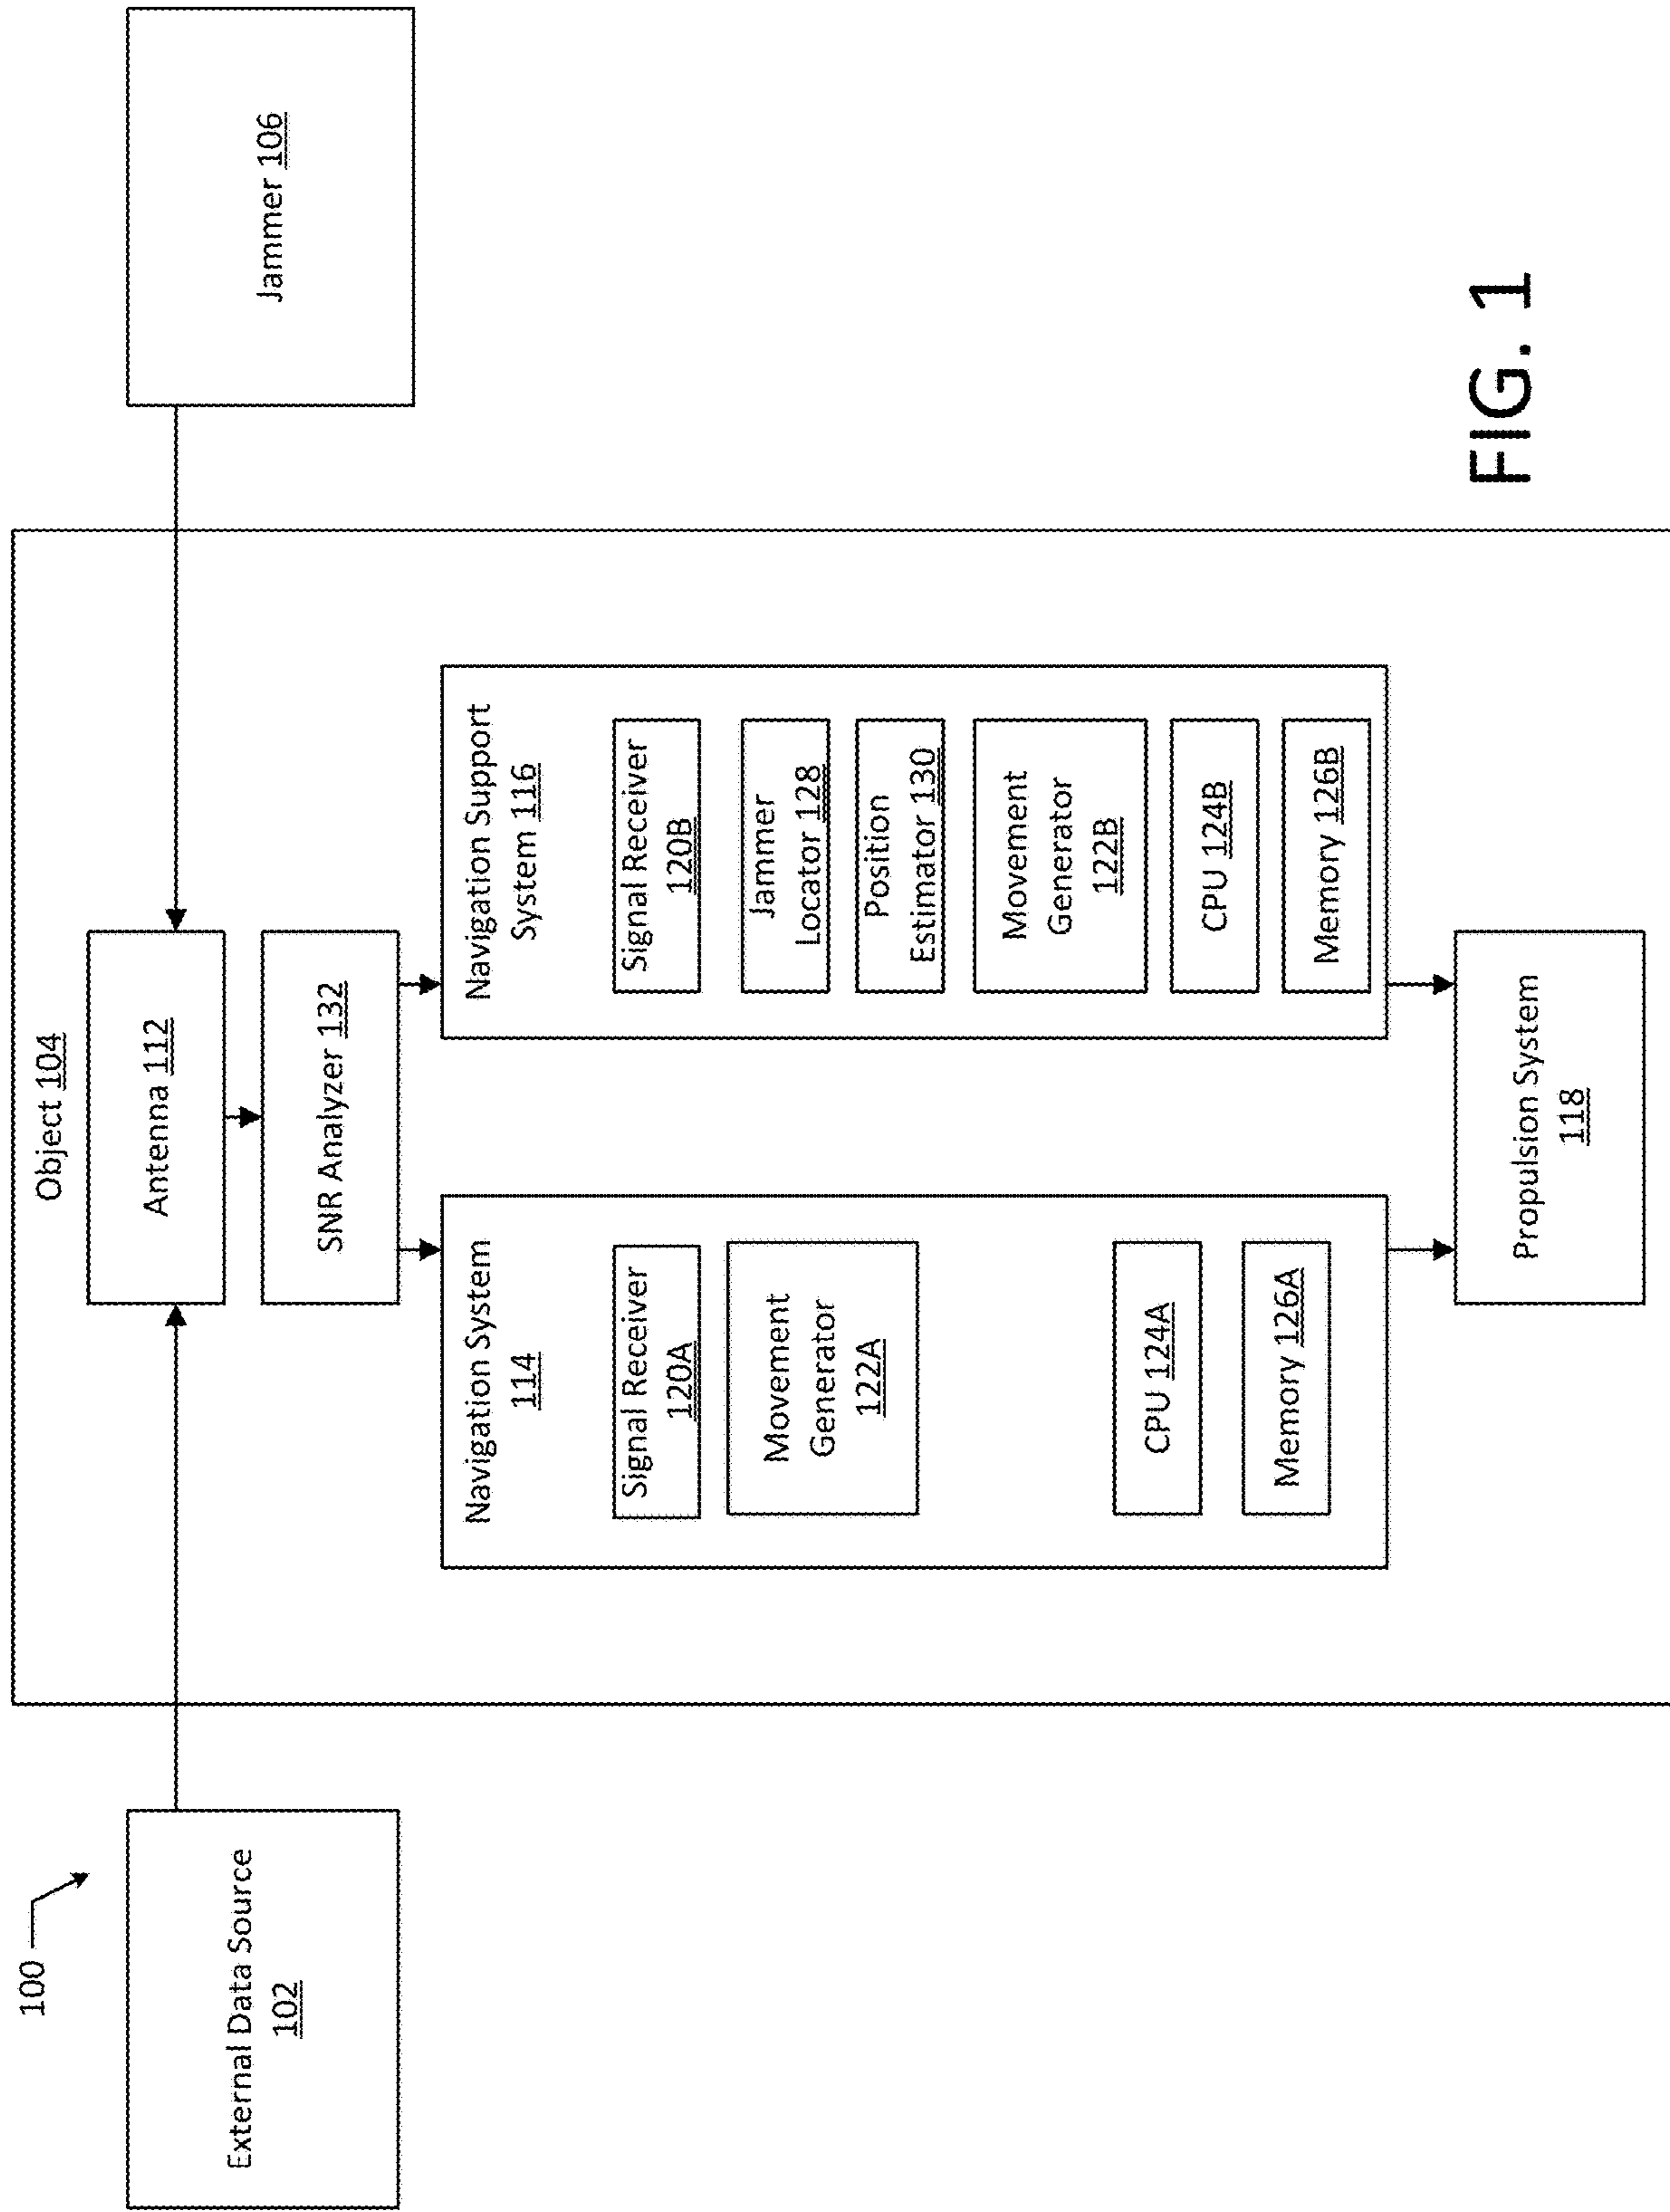 100
External Data Source
102
Object 104
Antenna 112
SNR Analyzer 132
Jammer 106
Navigation System
114
Signal Receiver
120A
Movement
Generator
122A
CPU 124A
Memory 126A
Navigation Support
System 116
Signal Receiver
120B
Jammer
Locator 128
Position
Estimator 130
Movement
Generator
122B
CPU 124B
Memory 126B
Propulsion System
118
FIG. 1